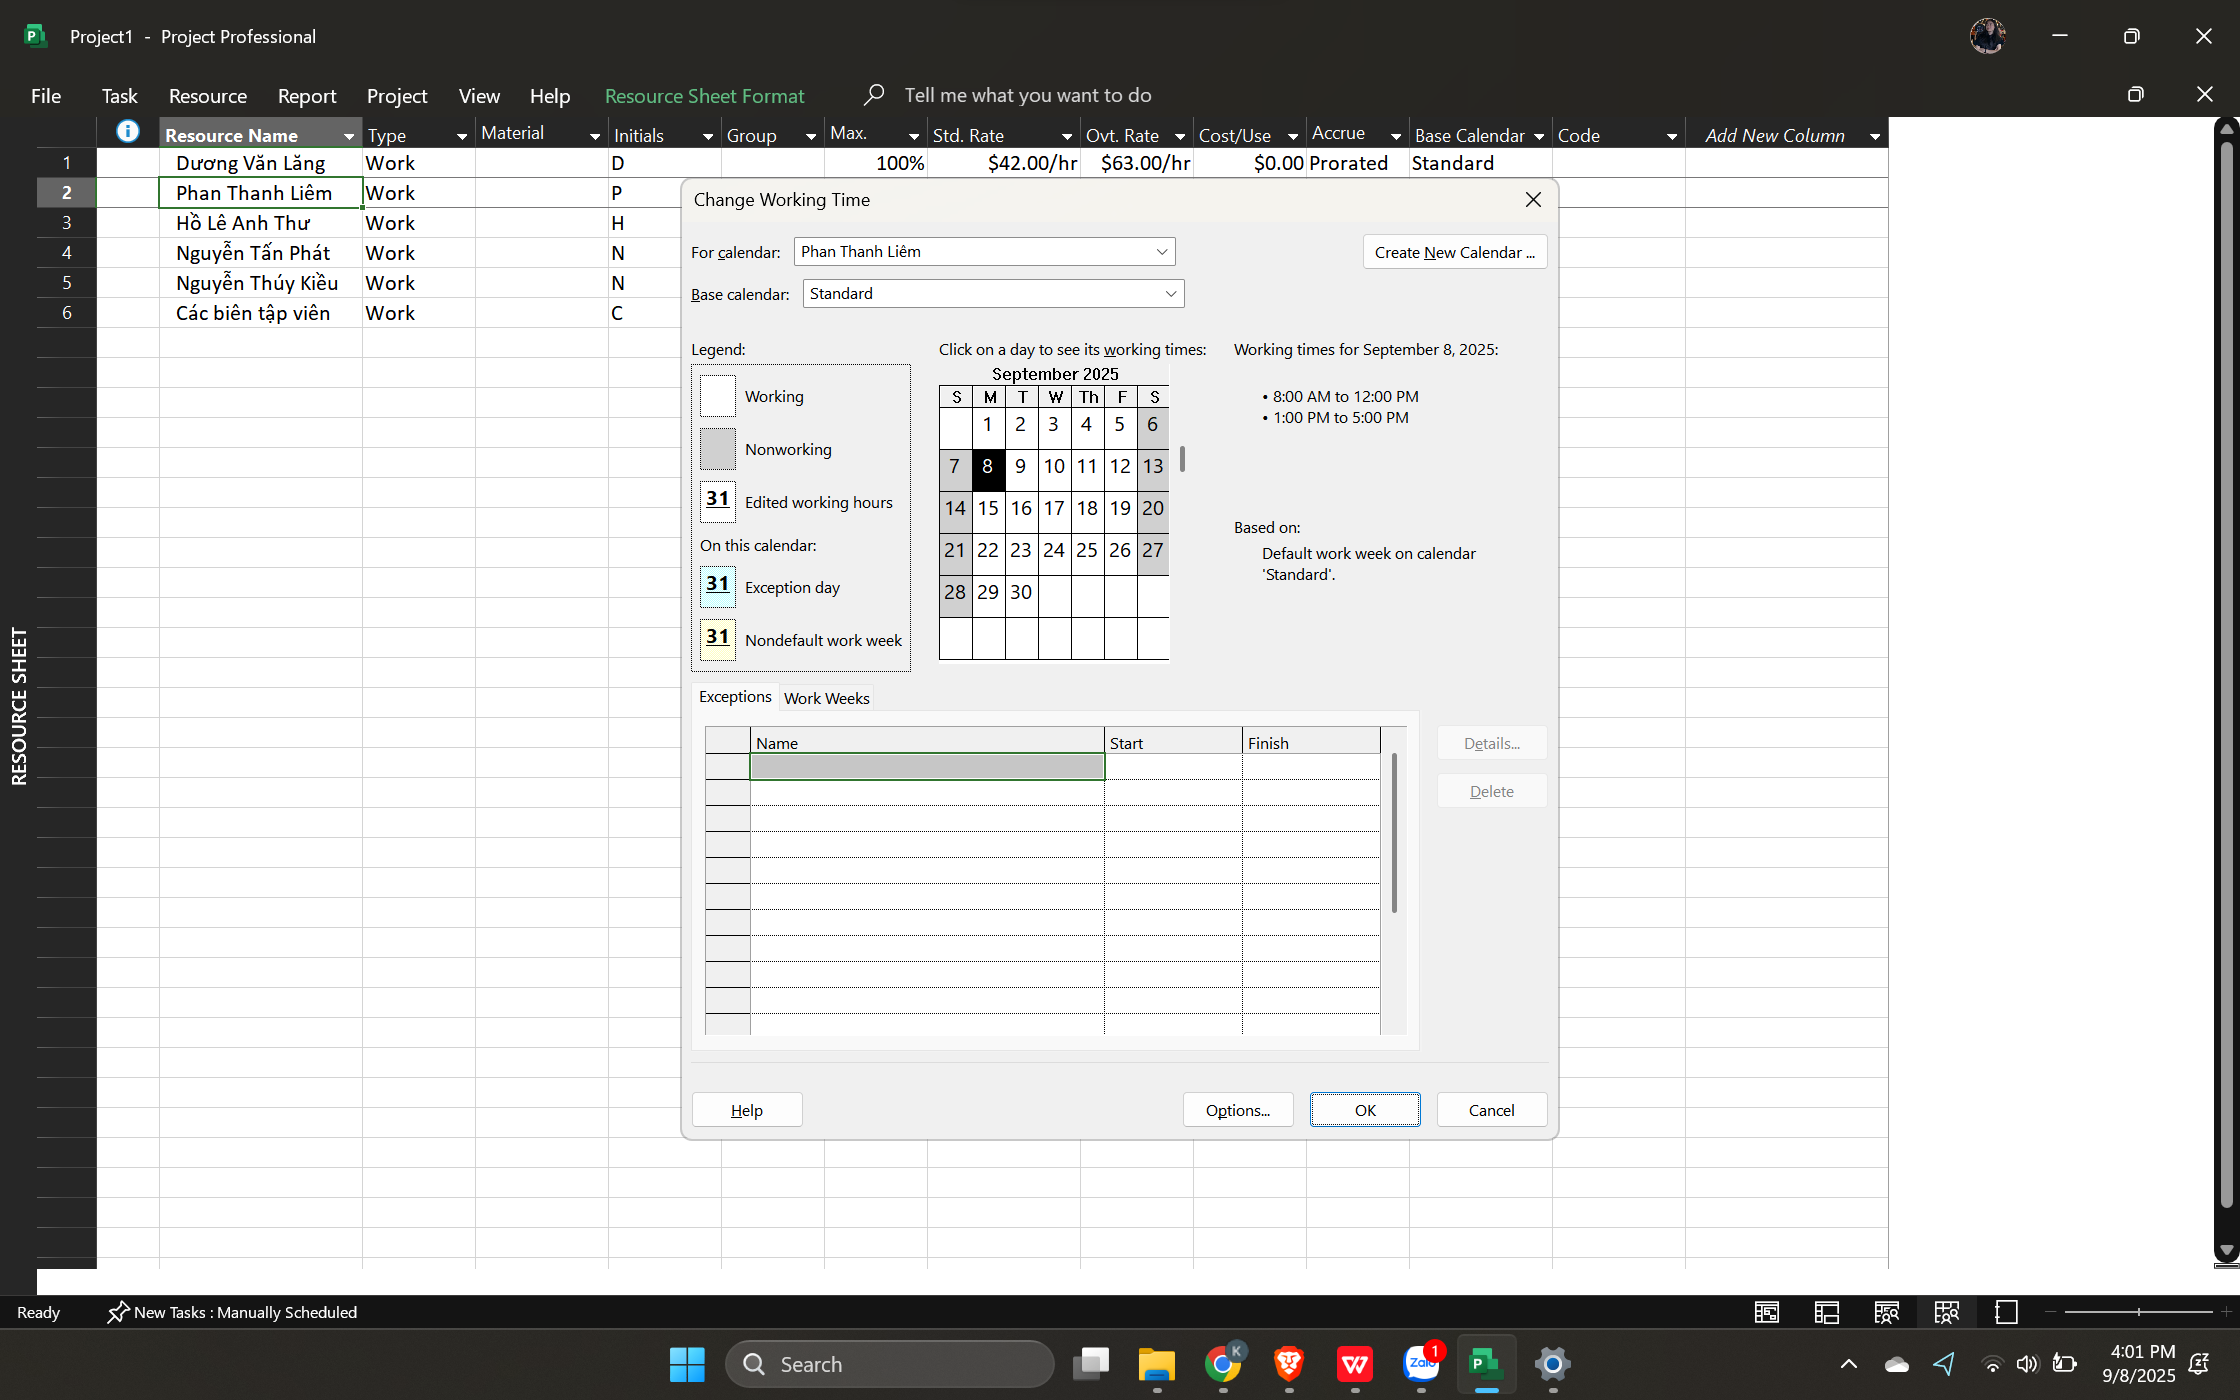 Project1 - Project Professional
File Task Resource Report Project View Help Resource Sheet Format Tell me what you want to do
Resource Name Type Material Initials Group Max. Std. Rate Ovt. Rate Cost/Use Accrue Base Calendar Code Add New Column
1 Dương Văn Lăng Work D 100% $42.00/hr $63.00/hr $0.00 Prorated Standard
2 Phan Thanh Liêm Work P
3 Hồ Lê Anh Thư Work H
4 Nguyễn Tấn Phát Work N
5 Nguyễn Thúy Kiều Work N
6 Các biên tập viên Work C
RESOURCE SHEET
Change Working Time
For calendar: Phan Thanh Liêm Create New Calendar ...
Base calendar: Standard
Legend:
Working
Nonworking
31 Edited working hours
On this calendar:
31 Exception day
31 Nondefault work week
Click on a day to see its working times:
September 2025
S M T W Th F S
1 2 3 4 5 6
7 8 9 10 11 12 13
14 15 16 17 18 19 20
21 22 23 24 25 26 27
28 29 30
Working times for September 8, 2025:
• 8:00 AM to 12:00 PM
• 1:00 PM to 5:00 PM
Based on:
Default work week on calendar
'Standard'.
Exceptions Work Weeks
Name Start Finish
Details...
Delete
Help Options... OK Cancel
Ready New Tasks : Manually Scheduled
Search
K
Zalo
1
4:01 PM
9/8/2025